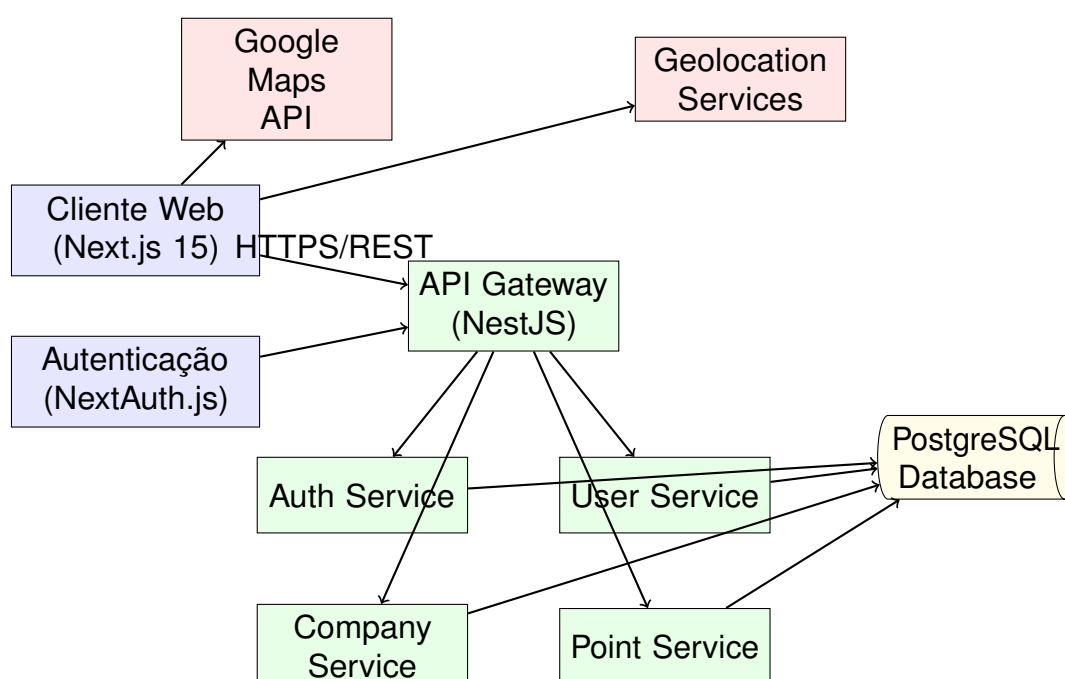 Google
Maps
API
Geolocation
Services
Cliente Web
(Next.js 15)
HTTPS/REST
API Gateway
(NestJS)
Autenticação
(NextAuth.js)
PostgreSQL
Database
Auth Service
User Service
Company
Service
Point Service